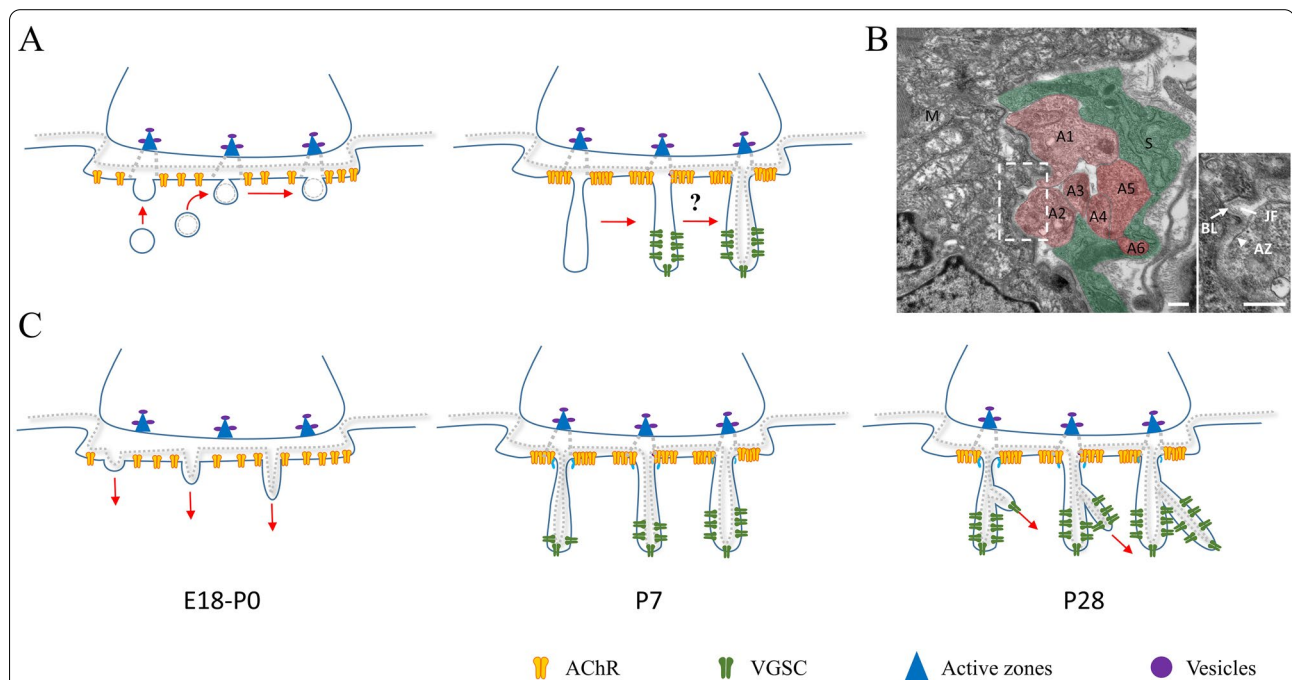 A
B
M
A1
S
A3
A5
A2
A4
A6
BL
JF
AZ
?
C
E18-P0
P7
P28
AChR
VGSC
Active zones
Vesicles